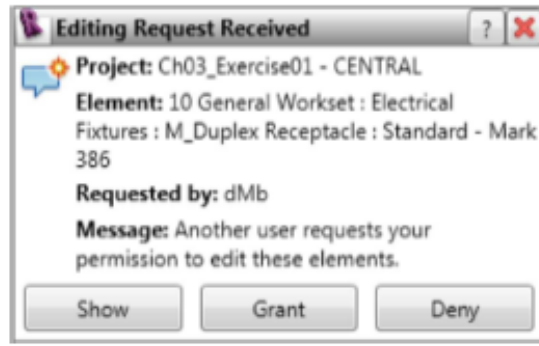 Editing Request Received ?
Project: Ch03_Exercise01 - CENTRAL
Element: 10 General Workset : Electrical
Fixtures : M_Duplex Receptacle : Standard - Mark
386
Requested by: dMb
Message: Another user requests your
permission to edit these elements.
Show Grant Deny